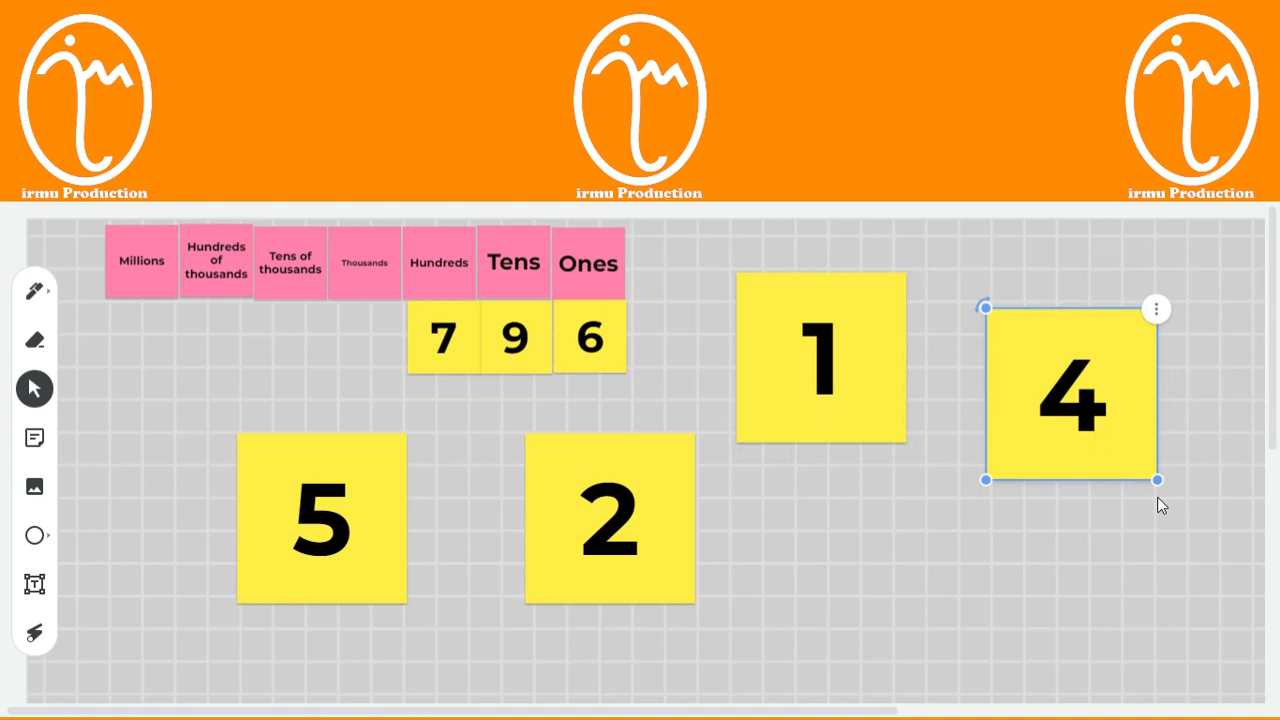 irmu Production
irmu Production
irmu Production
Millions
Hundreds
of
thousands
Tens of
thousands
Thousands
Hundreds
Tens
Ones
7 9 6
1
4
5
2